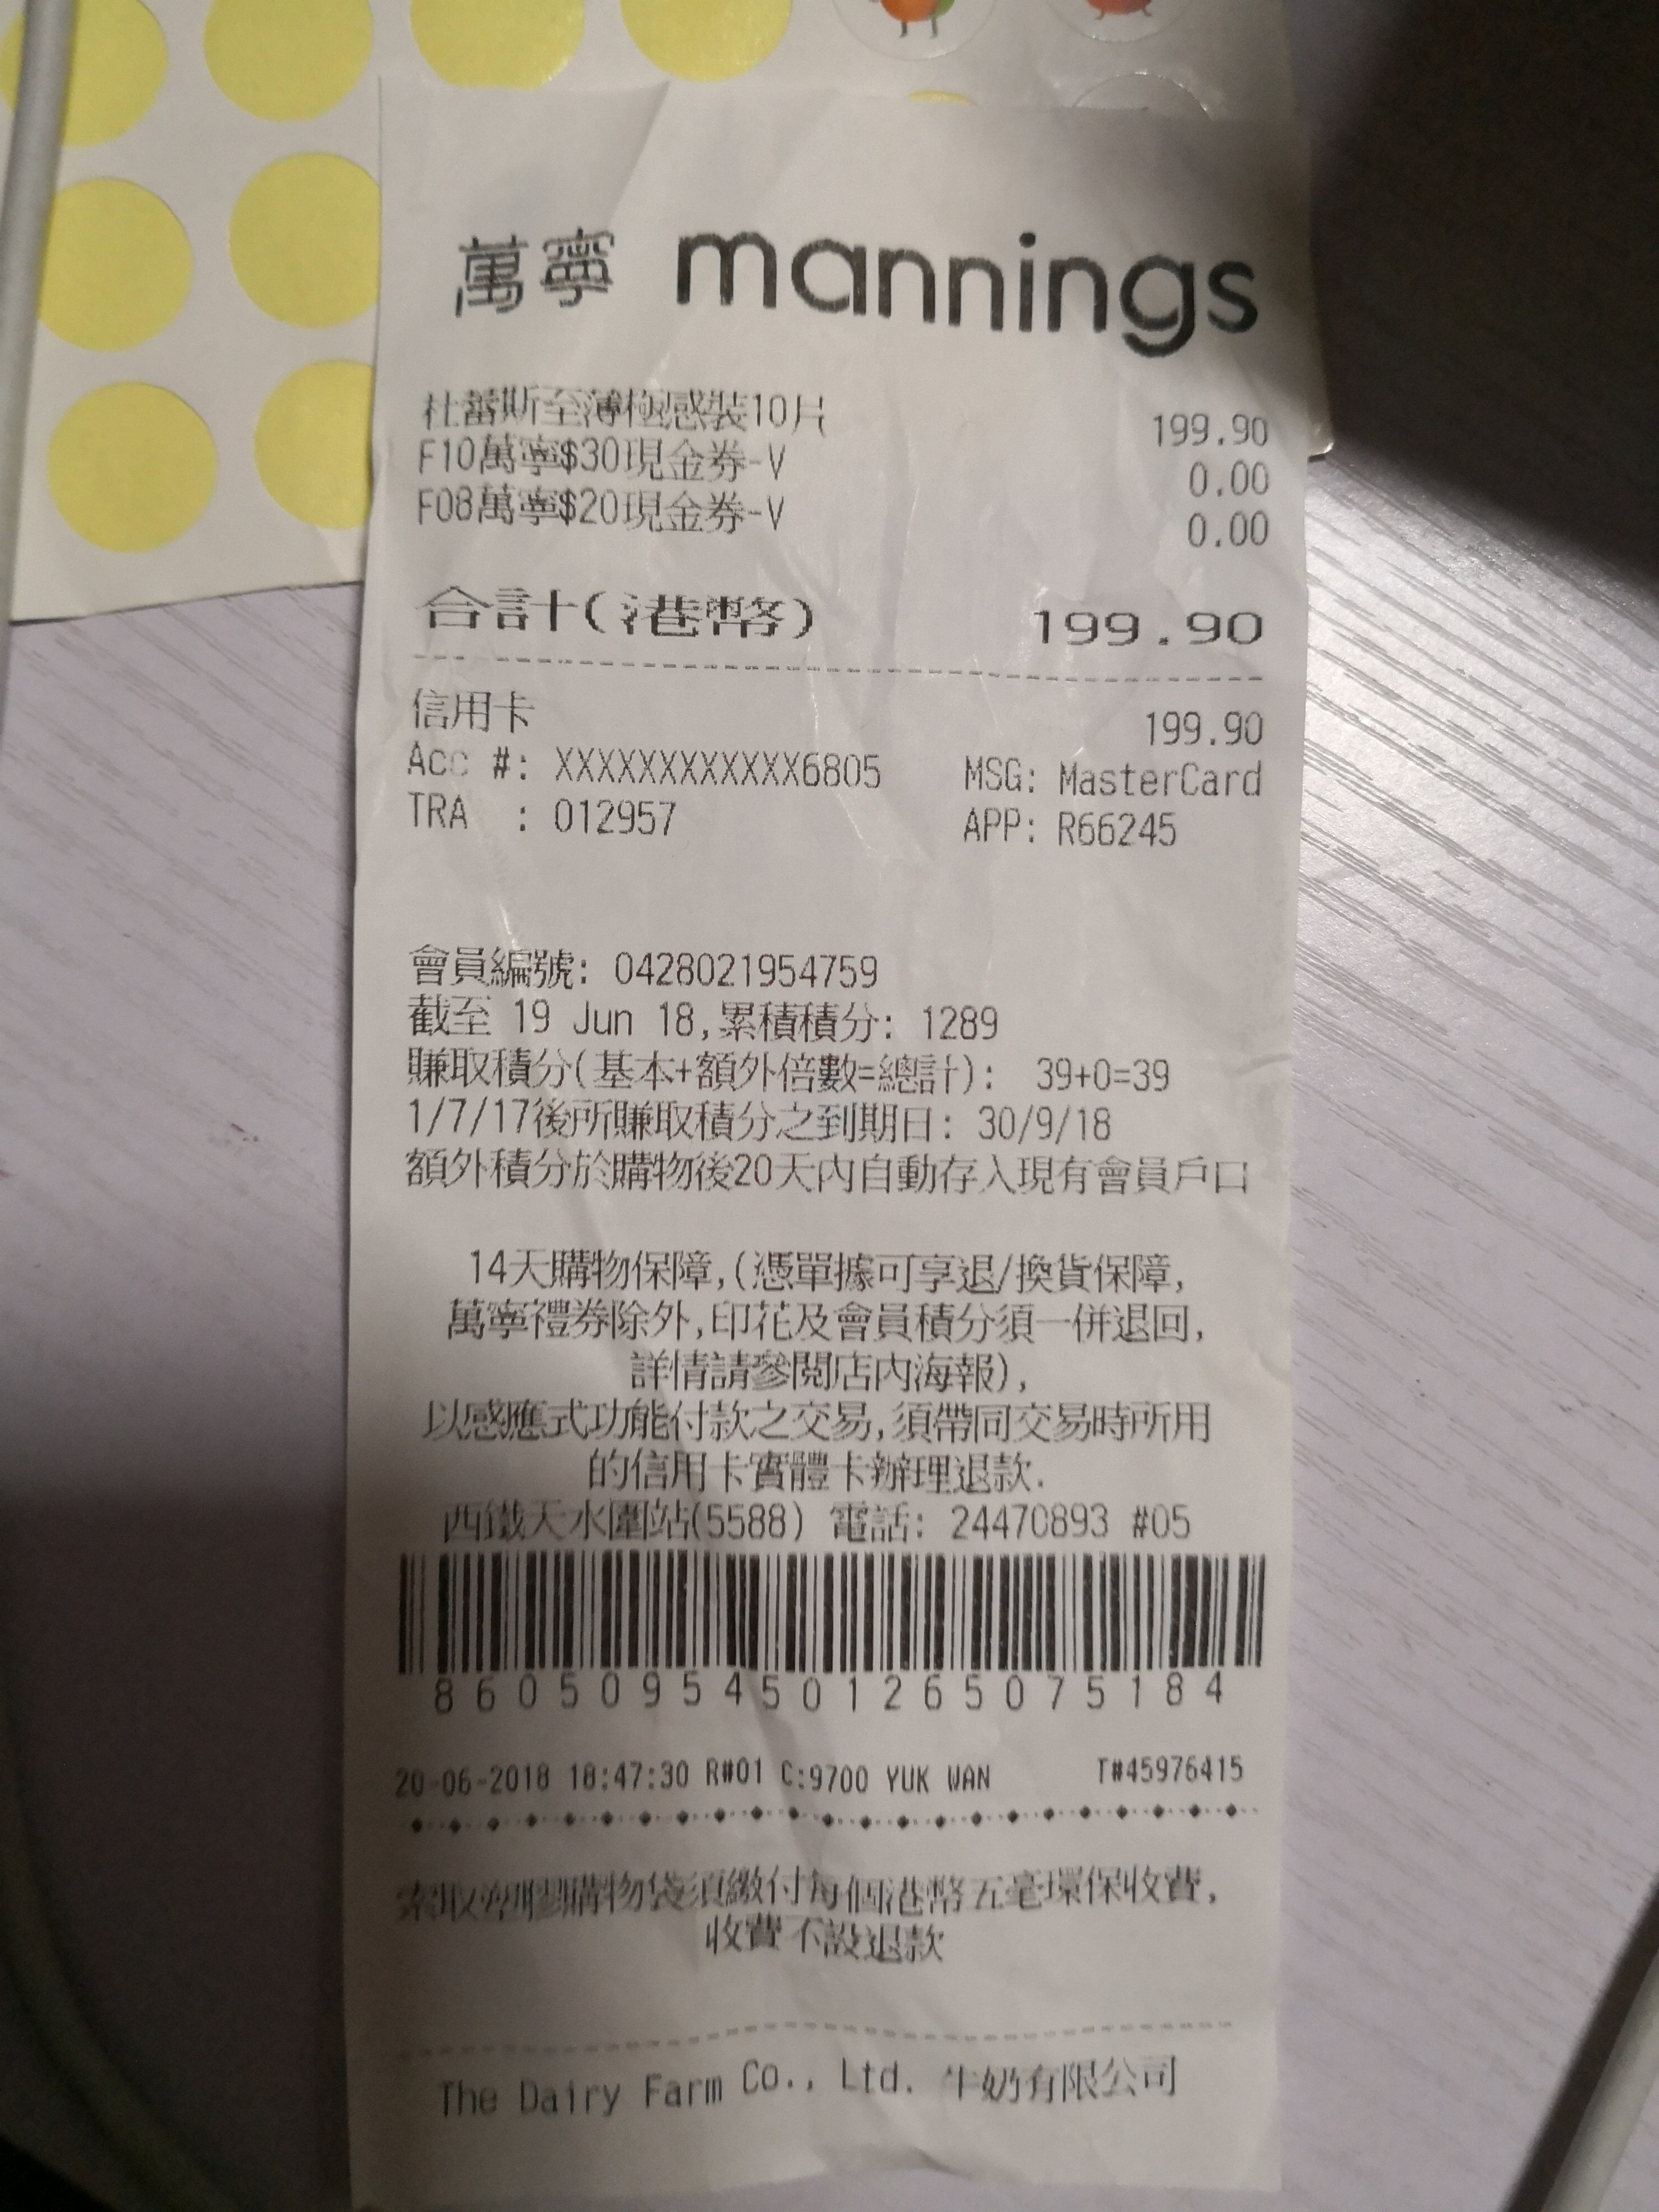 萬寧 mannings
杜蕾斯至薄極感裝10片 199.90
F10萬寧$30現金券-V 0.00
F08萬寧$20現金券-V 0.00
合計(港幣) 199.90
信用卡 199.90
Acc #: XXXXXXXXXXXX6805 MSG: MasterCard
TRA : 012957 APP: R66245
會員編號: 0428021954759
截至 19 Jun 18,累積積分: 1289
賺取積分(基本+額外倍數=總計): 39+0=39
1/7/17後所賺取積分之到期日: 30/9/18
額外積分於購物後20天內自動存入現有會員戶口
14天購物保障,(憑單據可享退/換貨保障,
萬寧禮券除外,印花及會員積分須一併退回,
詳情請參閱店內海報),
以感應式功能付款之交易,須帶同交易時所用
的信用卡實體卡辦理退款.
西鐵天水圍站(5588) 電話: 24470893 #05
86050954501265075184
20-06-2018 18:47:30 R#01 C:9700 YUK WAN T#45976415
索取塑膠購物袋須繳付每個港幣五毫環保收費,
收費不設退款
The Dairy Farm Co., Ltd. 牛奶有限公司